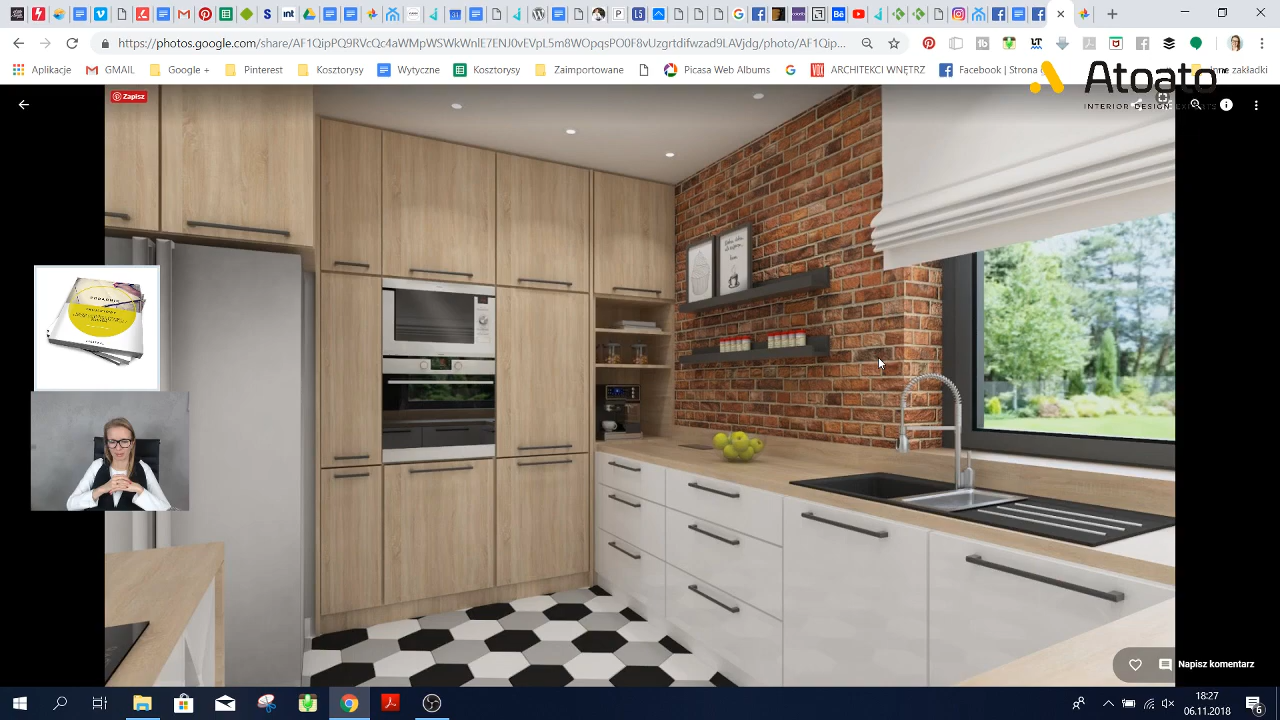 https://photos.google.com/share/AF1QipPQ9iNCcQ4aWMpWSWkWnlE7ENJ0vEVpL5m8WOpqsPO0F8vUzgrtdifwzad9LAVjdg/photo/AF1Qip...
Aplikacje
GMAIL
Google +
Pinterest
Kosztorysy
Wytyczne
Kosztorysy
Zaimportowane
Picasa Web Albums
ARCHITEKCI WNĘTRZ
Facebook | Strona
Inne zakładki
Atoato
INTERIOR DESIGN EXPERTS
Zapisz
Napisz komentarz
18:27
06.11.2018